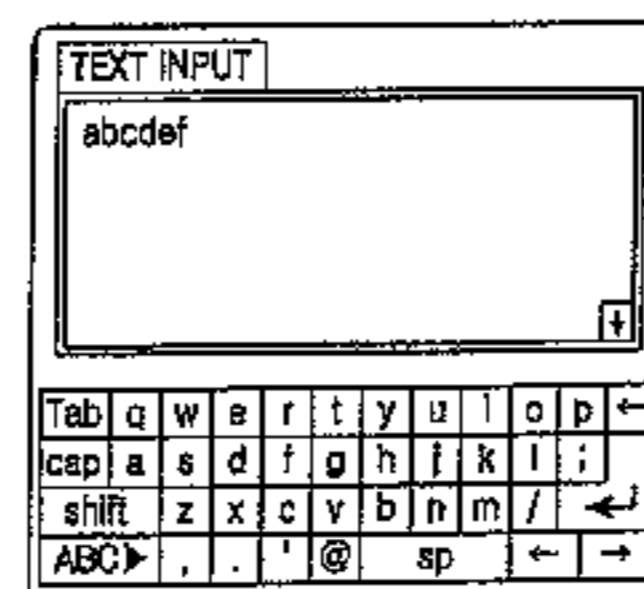 TEXT INPUT
abcdef
Tab q w e r t y u i o p ←
cap a s d f g h j k l ;
shift z x c v b n m / ↵
ABC▶ , . ' @ sp ← →